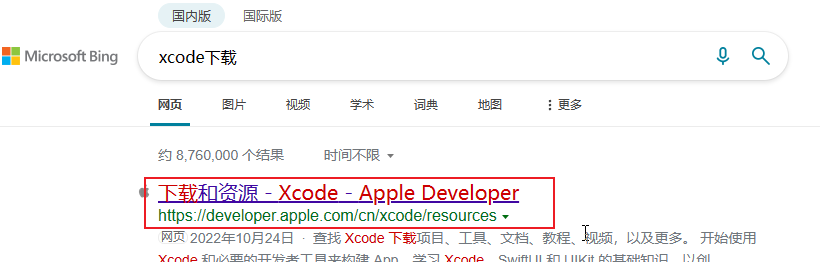 国内版 国际版
Microsoft Bing
xcode下载
网页 图片 视频 学术 词典 地图 更多
约 8,760,000 个结果 时间不限
下载和资源 - Xcode - Apple Developer
https://developer.apple.com/cn/xcode/resources
网页 2022年10月24日 · 查找 Xcode 下载项目、工具、文档、教程、视频，以及更多。 开始使用
Xcode 和必要的开发者工具来构建 App。学习 Xcode、SwiftUI 和 UIKit 的基础知识，以创